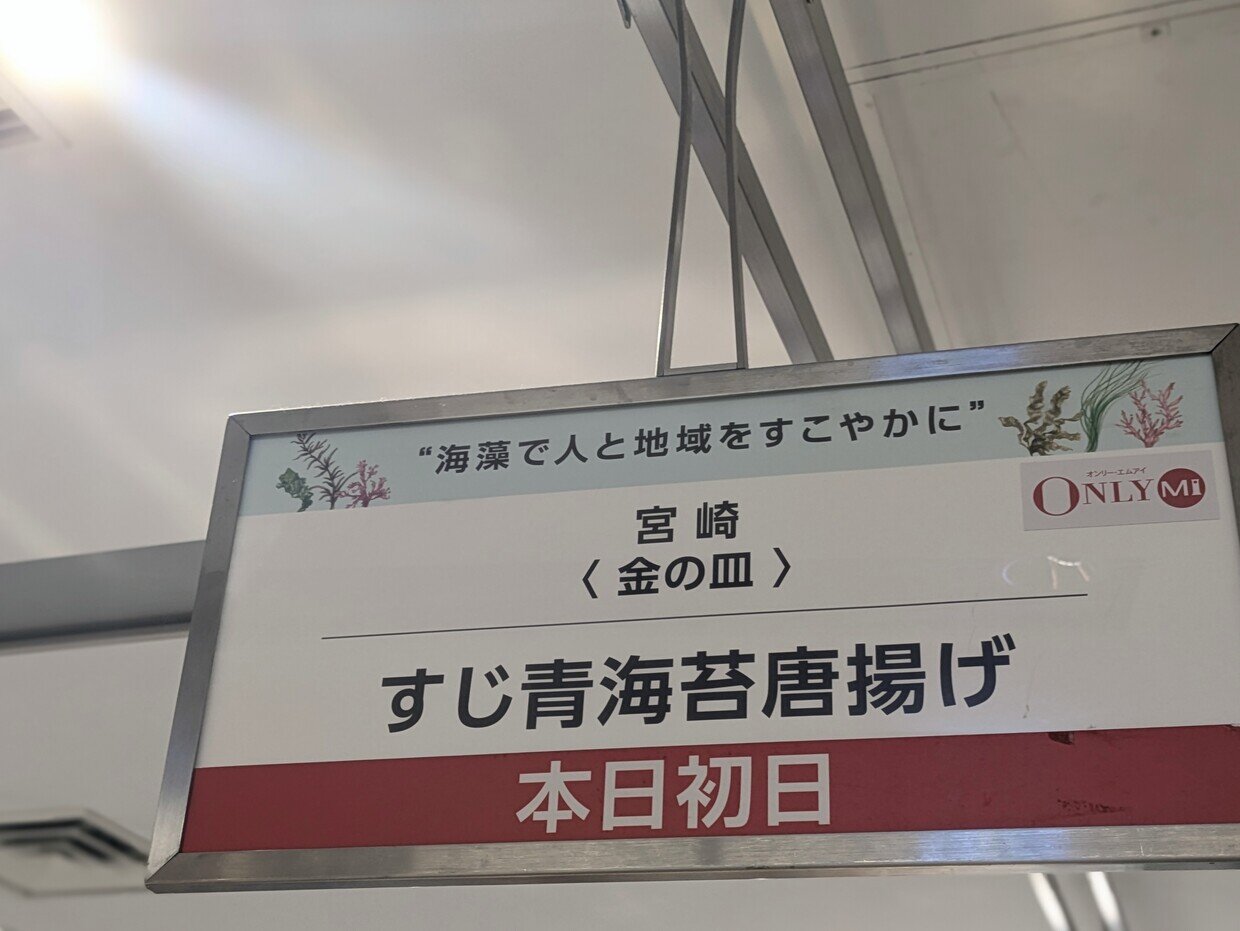 “海藻で人と地域をすこやかに”
オンリー・エムアイ
ONLY MI
宮崎
〈 金の皿 〉
すじ青海苔唐揚げ
本日初日